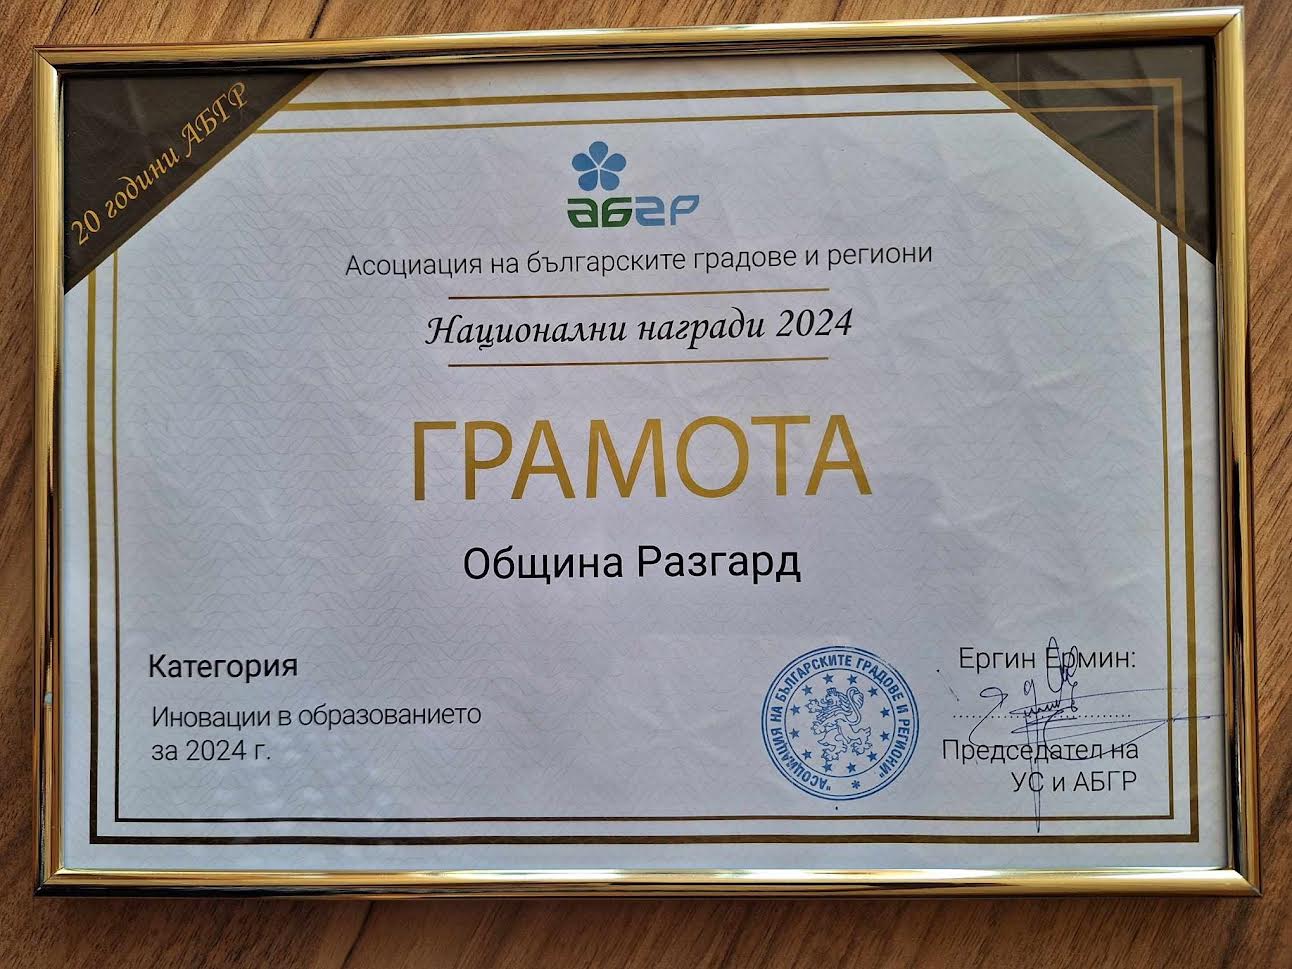 20 години АБГР
абгр
Асоциация на българските градове и региони
Национални награди 2024
ГРАМОТА
Община Разгард
Категория
Иновации в образованието
за 2024 г.
"АСОЦИАЦИЯ НА БЪЛГАРСКИТЕ ГРАДОВЕ И РЕГИОНИ"
Ергин Ермин:
Председател на
УС и АБГР